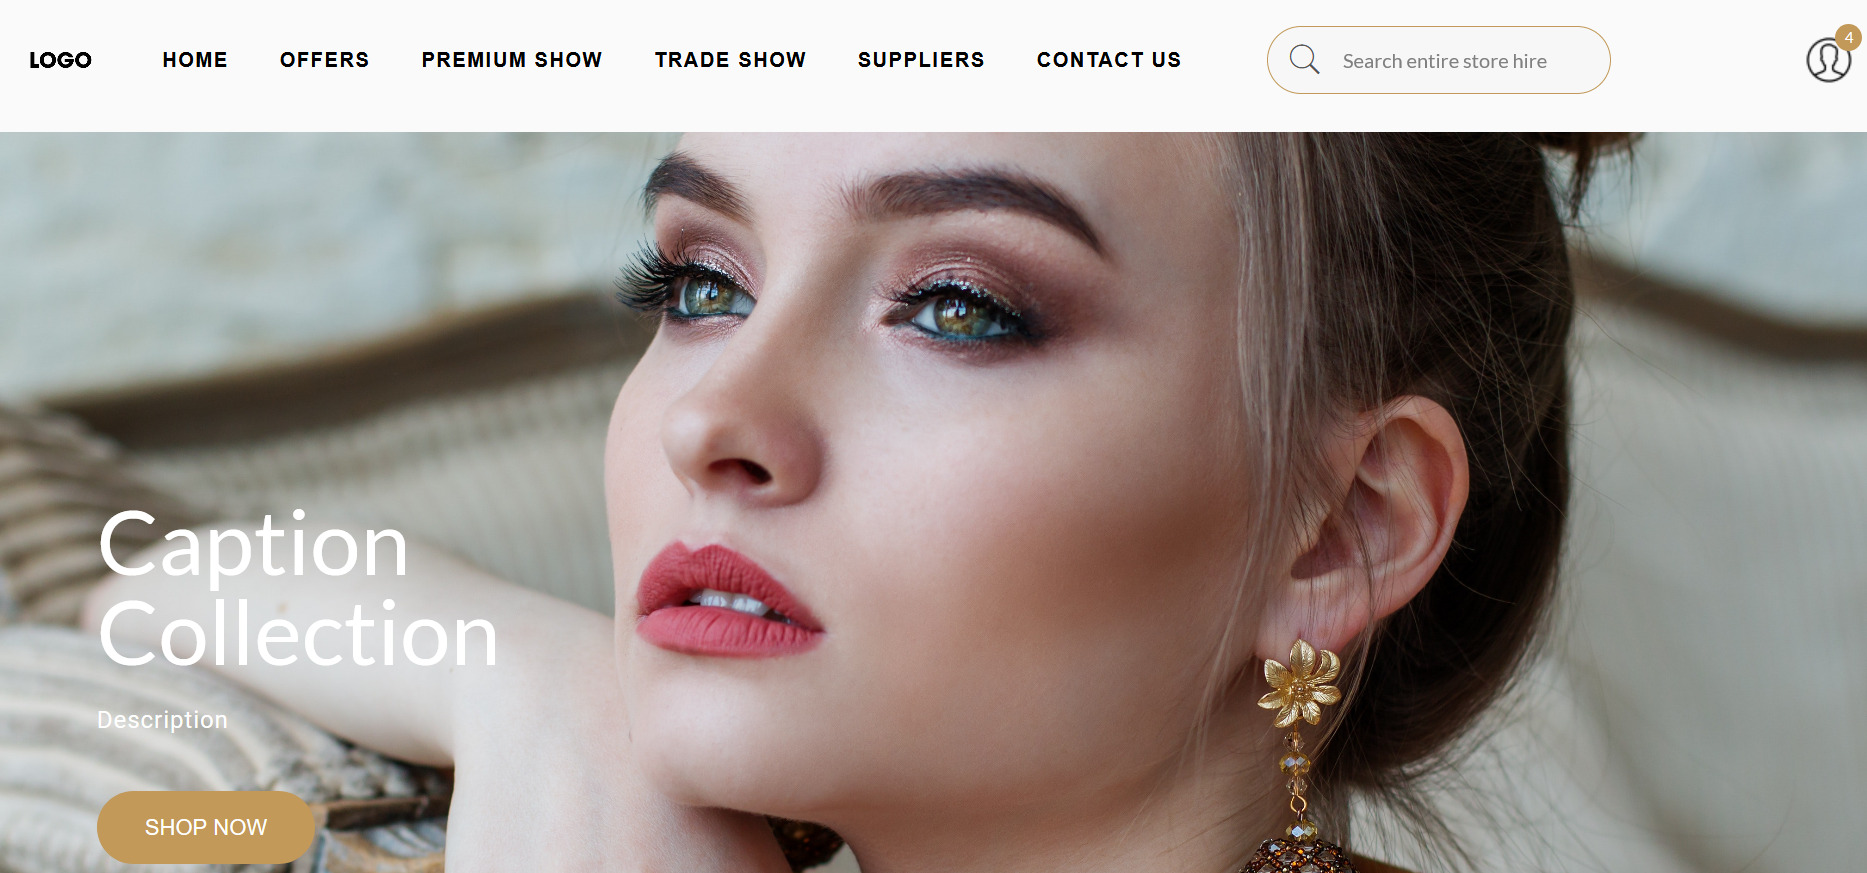 LOGO HOME OFFERS PREMIUM SHOW TRADE SHOW SUPPLIERS CONTACT US Search entire store hire 4
Caption
Collection
Description
SHOP NOW